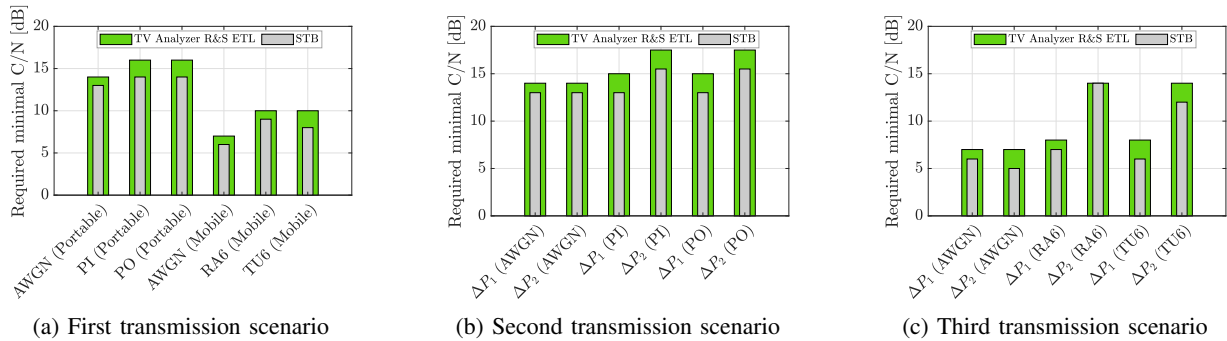 Required minimal C/N [dB]
20
15
10
5
0
TV Analyzer R&S ETL
STB
AWGN (Portable)
PI (Portable)
PO (Portable)
AWGN (Mobile)
RA6 (Mobile)
TU6 (Mobile)
(a) First transmission scenario
Required minimal C/N [dB]
20
15
10
5
0
TV Analyzer R&S ETL
STB
ΔP₁ (AWGN)
ΔP₂ (AWGN)
ΔP₁ (PI)
ΔP₂ (PI)
ΔP₁ (PO)
ΔP₂ (PO)
(b) Second transmission scenario
Required minimal C/N [dB]
20
15
10
5
0
TV Analyzer R&S ETL
STB
ΔP₁ (AWGN)
ΔP₂ (AWGN)
ΔP₁ (RA6)
ΔP₂ (RA6)
ΔP₁ (TU6)
ΔP₂ (TU6)
(c) Third transmission scenario